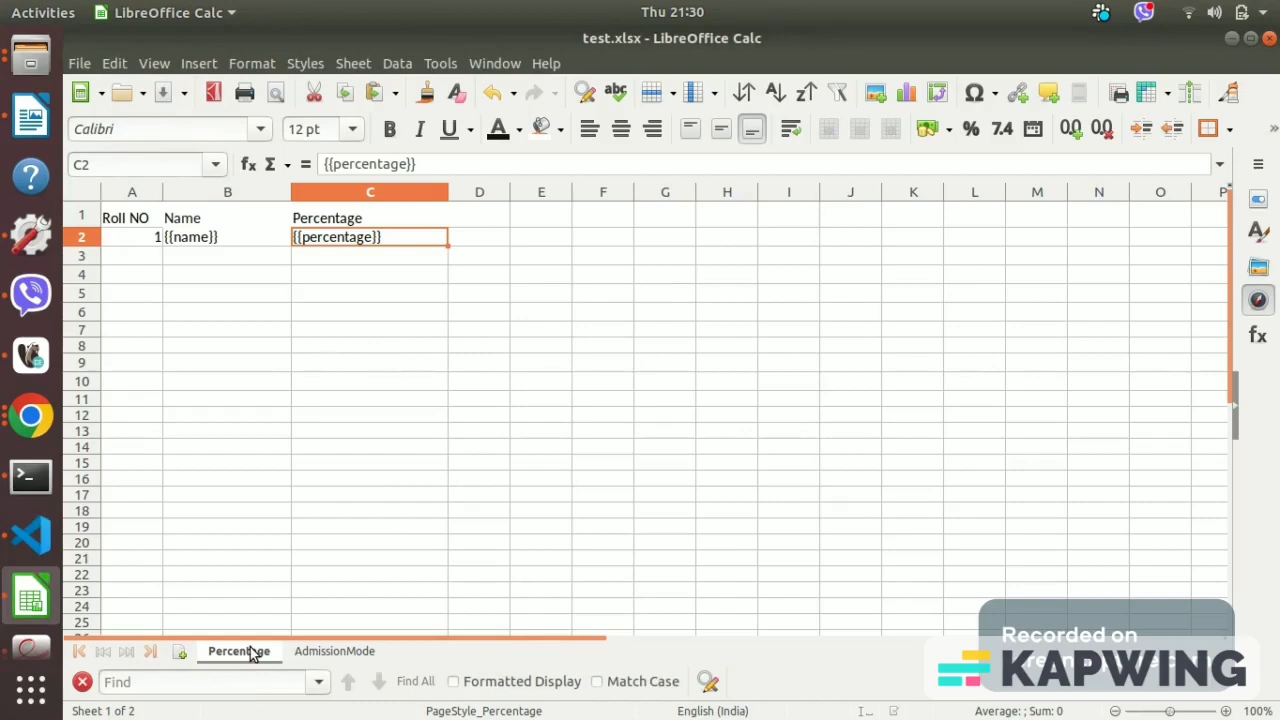 Activities LibreOffice Calc Thu 21:30
test.xlsx - LibreOffice Calc
File Edit View Insert Format Styles Sheet Data Tools Window Help
Calibri 12 pt B I U A % 7.4
C2 fx Σ = {{percentage}}
A B C D E F G H I J K L M N O P
1 Roll NO Name Percentage
2 1 {{name}} {{percentage}}
3
4
5
6
7
8
9
10
11
12
13
14
15
16
17
18
19
20
21
22
23
24
25
Recorded on
KAPWING
Percentage AdmissionMode
Find Find All Formatted Display Match Case
Sheet 1 of 2 PageStyle_Percentage English (India) Average: ; Sum: 0 100%